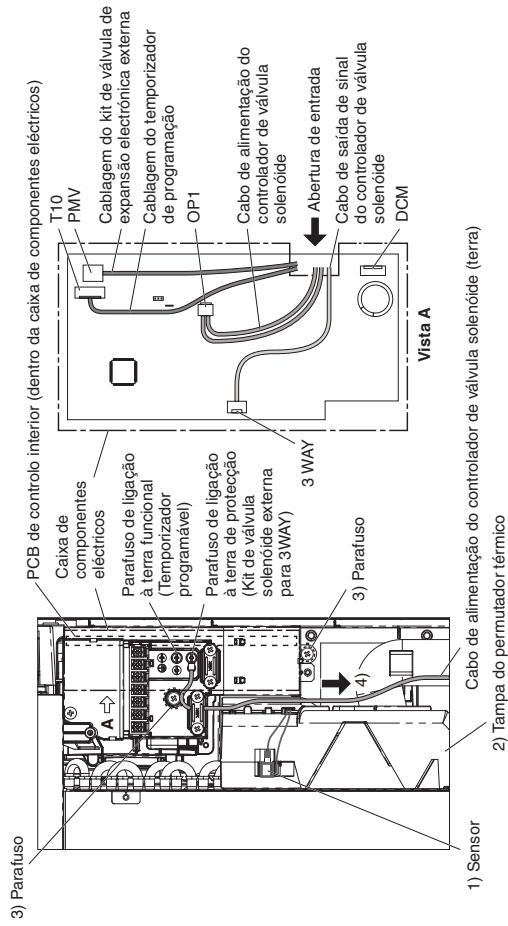 3) Parafuso
PCB de controlo interior (dentro da caixa de componentes eléctricos)
Caixa de
componentes
eléctricos
Parafuso de ligação
à terra funcional
(Temporizador
programável)
Parafuso de ligação
à terra de protecção
(Kit de válvula
solenóide externa
para 3WAY)
3) Parafuso
A
4)
1) Sensor
2) Tampa do permutador térmico
Cabo de alimentação do controlador de válvula solenóide (terra)
T10
PMV
Cablagem do kit de válvula de
expansão electrónica externa
Cablagem do temporizador
de programação
OP1
Cabo de alimentação do
controlador de válvula
solenóide
Abertura de entrada
Cabo de saída de sinal
do controlador de válvula
solenóide
DCM
3 WAY
Vista A